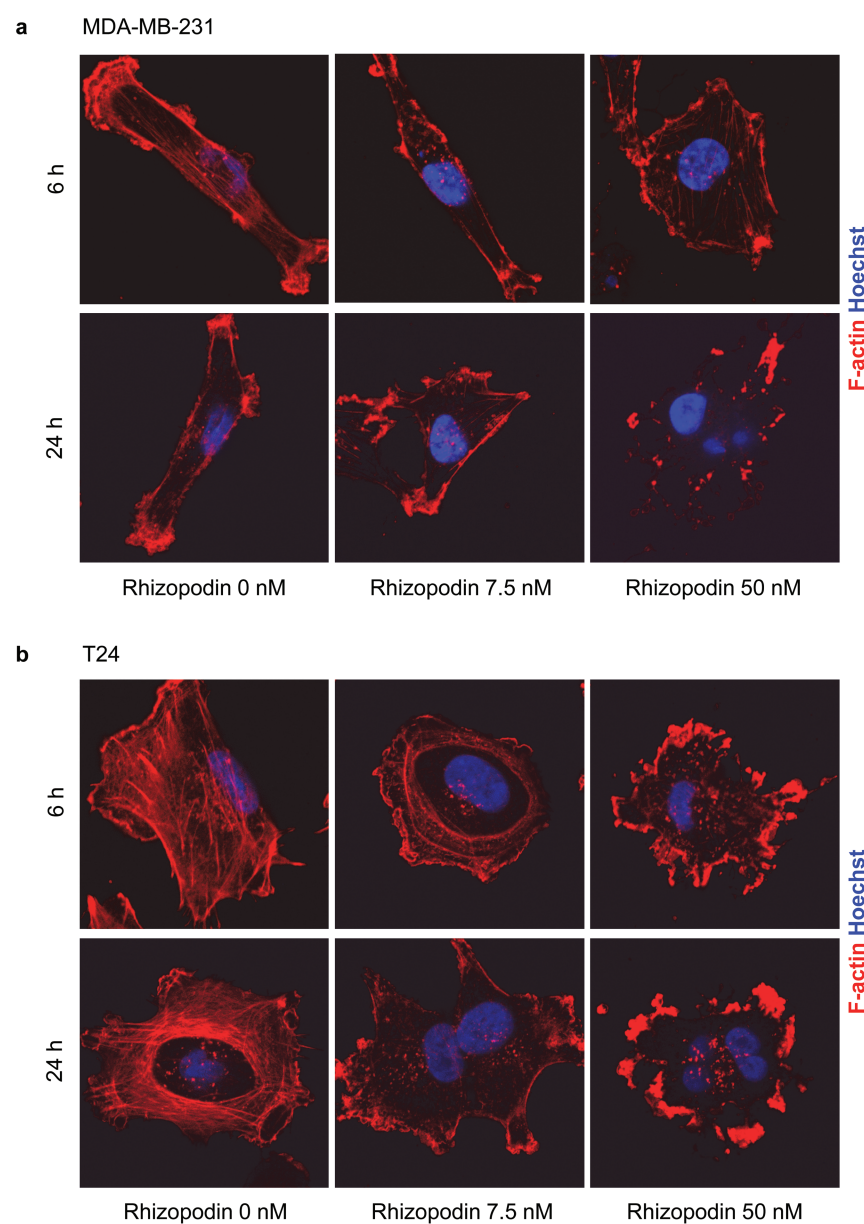 a MDA-MB-231
6 h
24 h
F-actin Hoechst
Rhizopodin 0 nM Rhizopodin 7.5 nM Rhizopodin 50 nM
b T24
6 h
24 h
F-actin Hoechst
Rhizopodin 0 nM Rhizopodin 7.5 nM Rhizopodin 50 nM